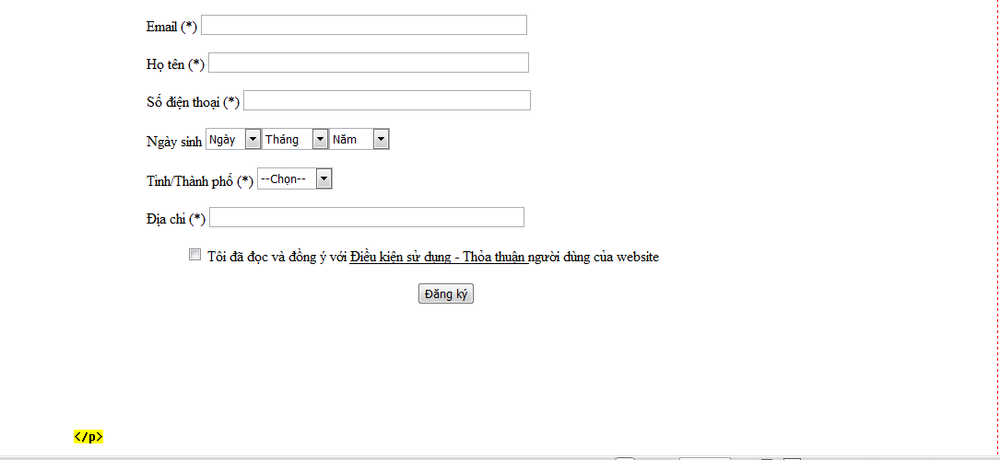 Email (*)
Họ tên (*)
Số điện thoại (*)
Ngày sinh Ngày Tháng Năm
Tỉnh/Thành phố (*) --Chọn--
Địa chỉ (*)
Tôi đã đọc và đồng ý với Điều kiện sử dụng - Thỏa thuận người dùng của website
Đăng ký
</p>